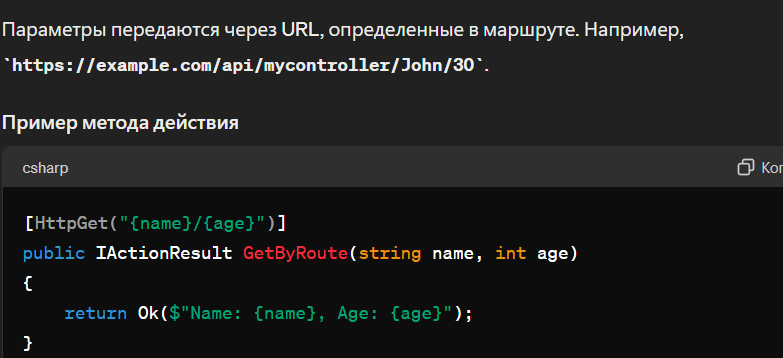 Параметры передаются через URL, определенные в маршруте. Например,
`https://example.com/api/mycontroller/John/30`.
Пример метода действия
csharp
[HttpGet("{name}/{age}")]
public IActionResult GetByRoute(string name, int age)
{
    return Ok($"Name: {name}, Age: {age}");
}